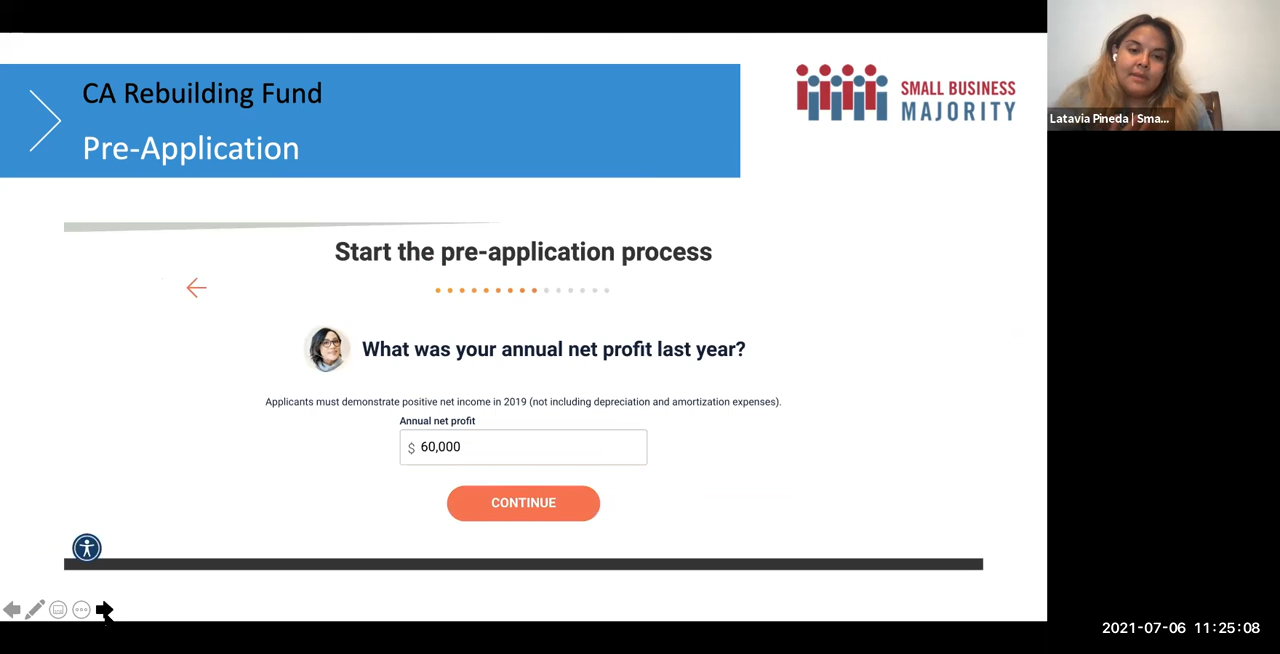 CA Rebuilding Fund
Pre-Application
SMALL BUSINESS
MAJORITY
Latavia Pineda | Sma...
Start the pre-application process
What was your annual net profit last year?
Applicants must demonstrate positive net income in 2019 (not including depreciation and amortization expenses).
Annual net profit
$ 60,000
CONTINUE
2021-07-06 11:25:08